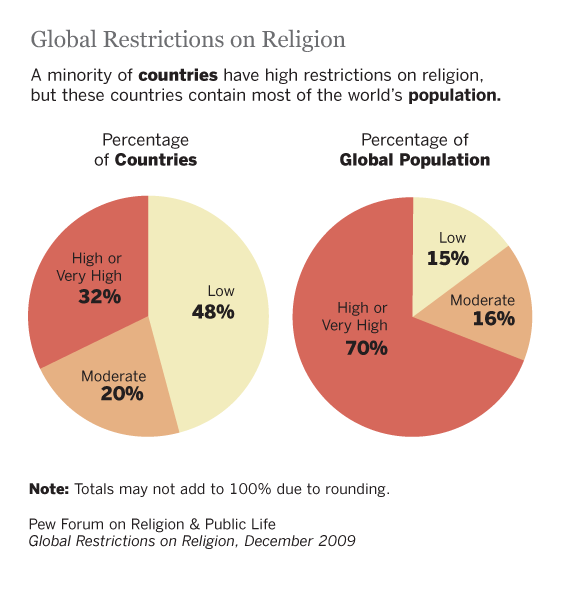 Global Restrictions on Religion
A minority of countries have high restrictions on religion,
but these countries contain most of the world's population.
Percentage
of Countries
High or
Very High
32%
Low
48%
Moderate
20%
Percentage of
Global Population
Low
15%
Moderate
16%
High or
Very High
70%
Note: Totals may not add to 100% due to rounding.
Pew Forum on Religion & Public Life
Global Restrictions on Religion, December 2009